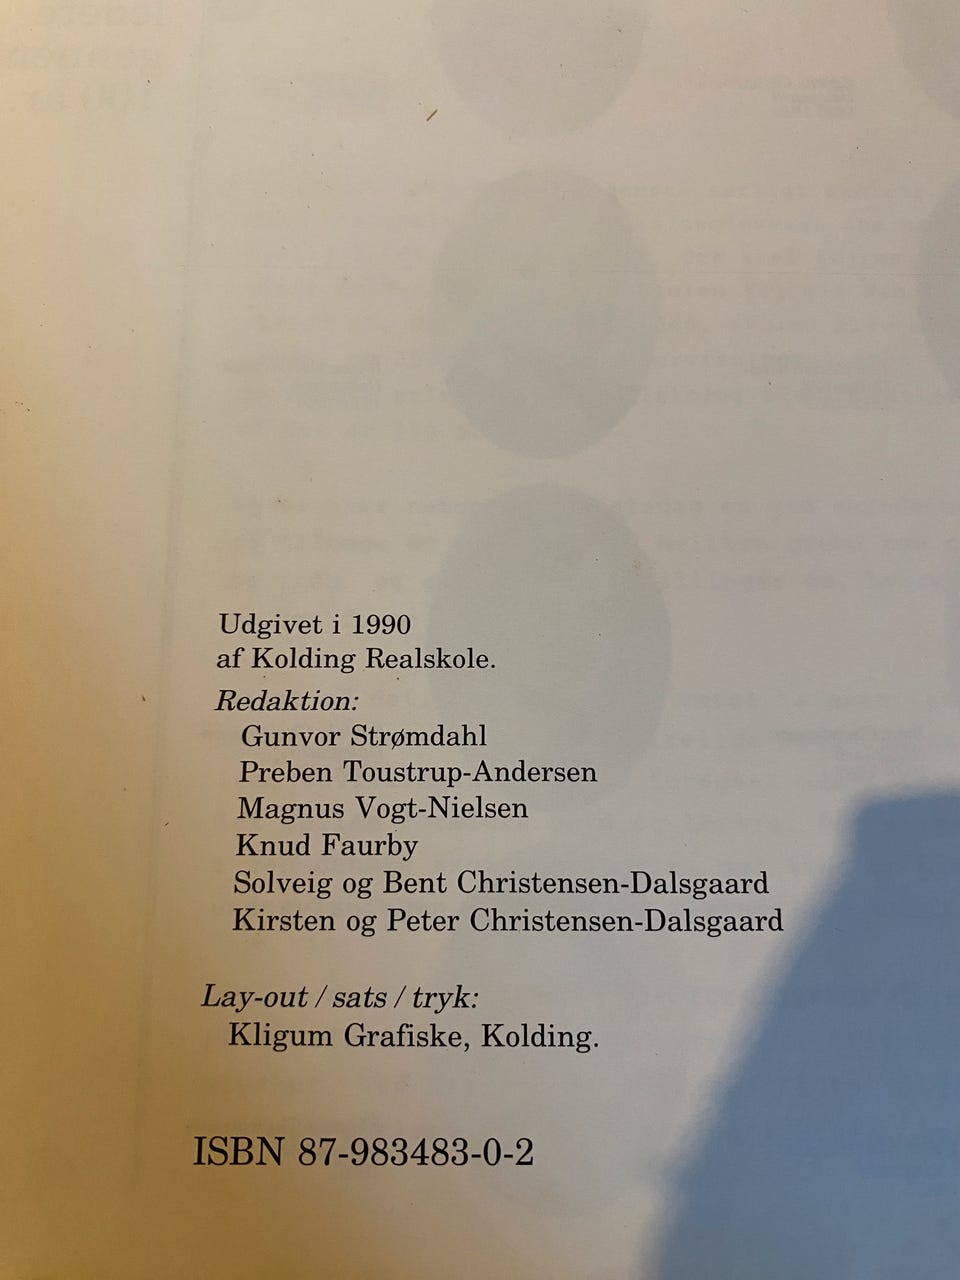 Udgivet i 1990
af Kolding Realskole.
Redaktion:
Gunvor Strømdahl
Preben Toustrup-Andersen
Magnus Vogt-Nielsen
Knud Faurby
Solveig og Bent Christensen-Dalsgaard
Kirsten og Peter Christensen-Dalsgaard
Lay-out / sats / tryk:
Kligum Grafiske, Kolding.
ISBN 87-983483-0-2